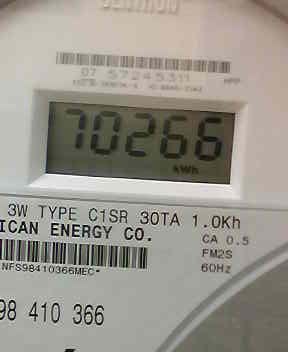 07 57245311
70266
kWh
3W TYPE C1SR 30TA 1.0Kh
ICAN ENERGY CO.
CA 0.5
FM2S
60Hz
NFS98410366MEC*
98 410 366